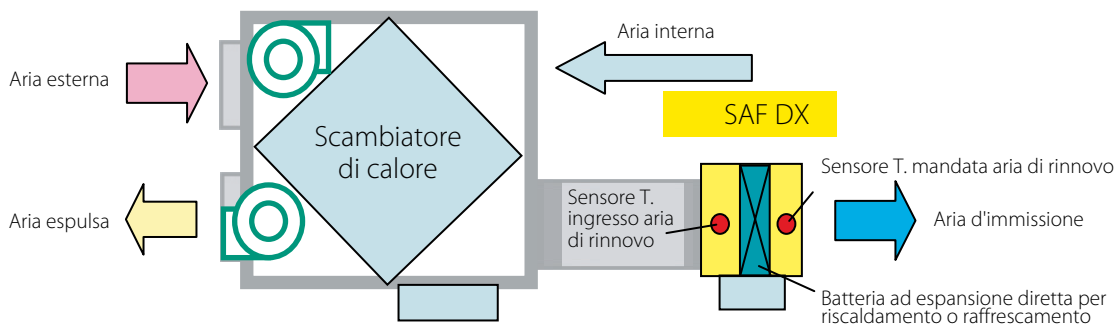 Aria interna
Aria esterna
SAF DX
Scambiatore
di calore
Sensore T. mandata aria di rinnovo
Sensore T.
ingresso aria
di rinnovo
Aria espulsa
Aria d'immissione
Batteria ad espansione diretta per
riscaldamento o raffrescamento